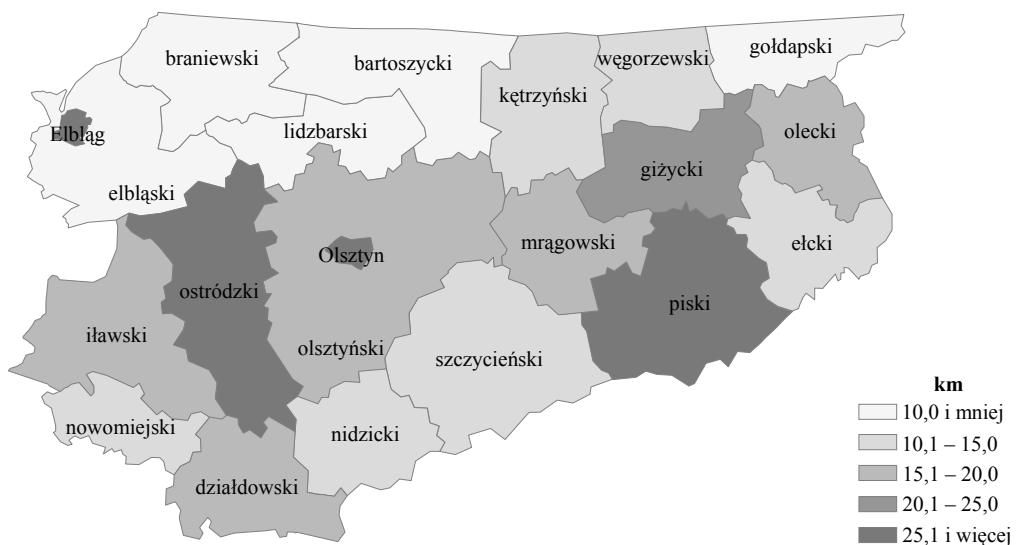 gołdapski
braniewski
bartoszycki
węgorzewski
kętrzyński
Elbląg
lidzbarski
olecki
giżycki
elbląski
mrągowski
ełcki
Olsztyn
ostródzki
piski
iławski
olsztyński
szczycieński
nowomiejski
nidzicki
działdowski
km
10,0 i mniej
10,1 – 15,0
15,1 – 20,0
20,1 – 25,0
25,1 i więcej